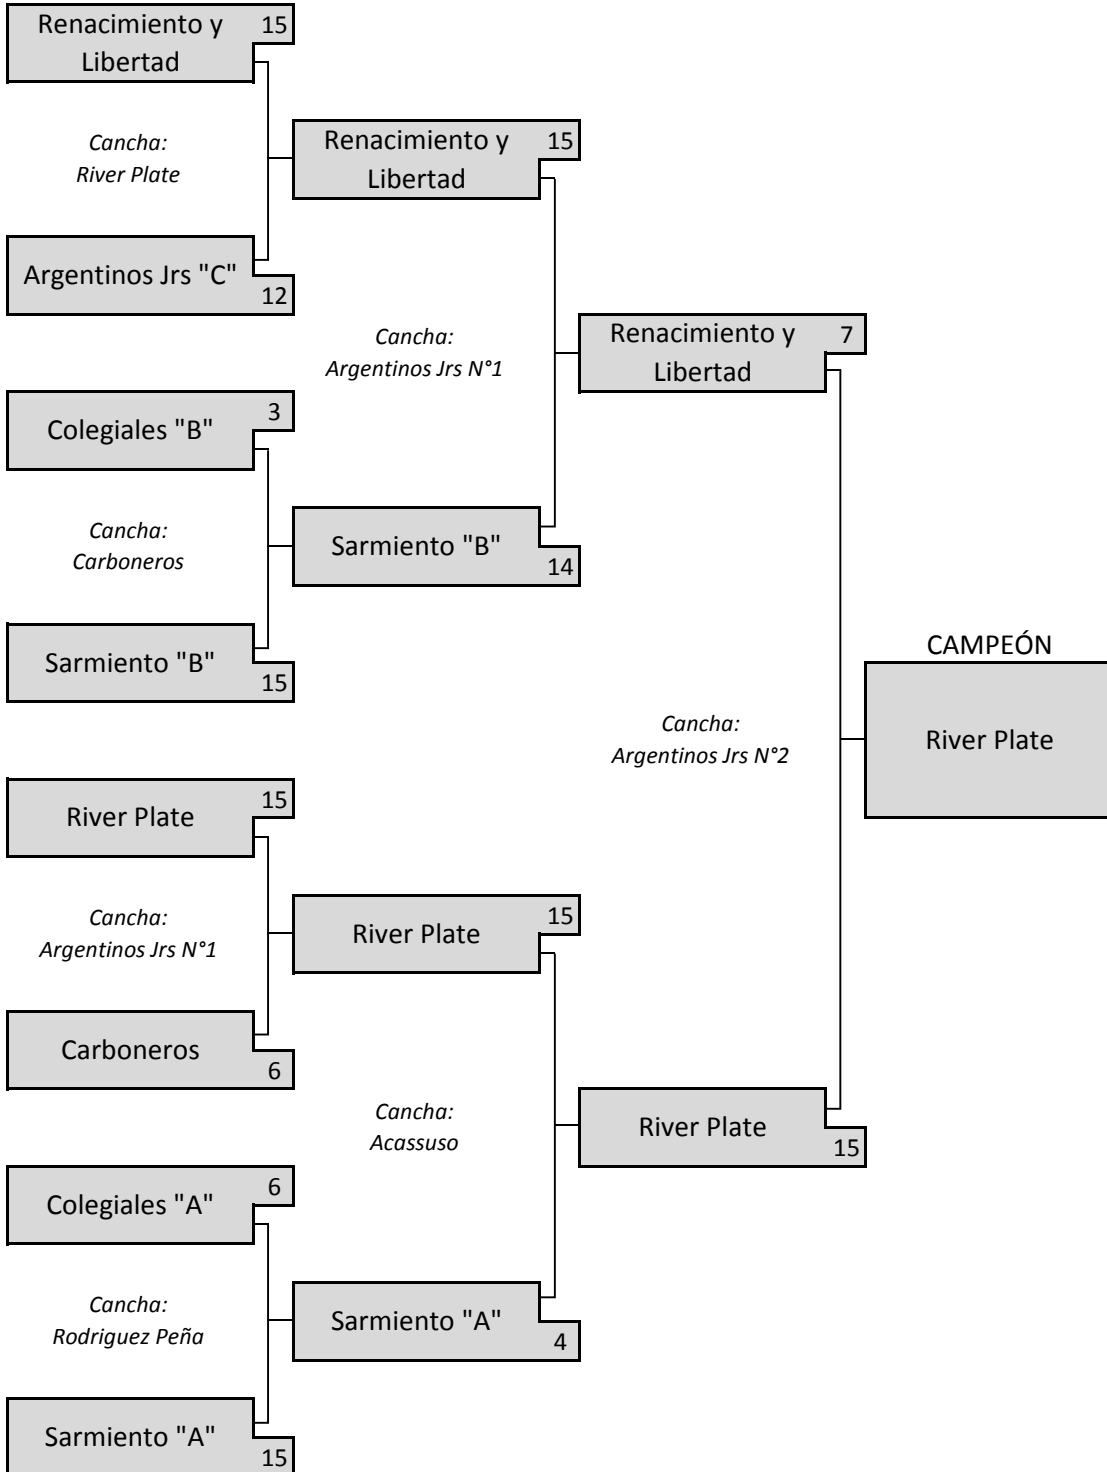 Renacimiento y
Libertad
15
Cancha:
River Plate
Argentinos Jrs "C"
12
Renacimiento y
Libertad
15
Cancha:
Argentinos Jrs N°1
Colegiales "B"
3
Cancha:
Carboneros
Sarmiento "B"
15
Sarmiento "B"
14
Renacimiento y
Libertad
7
Cancha:
Argentinos Jrs N°2
CAMPEÓN
River Plate
River Plate
15
Cancha:
Argentinos Jrs N°1
Carboneros
6
River Plate
15
Cancha:
Acassuso
River Plate
15
Colegiales "A"
6
Cancha:
Rodriguez Peña
Sarmiento "A"
15
Sarmiento "A"
4